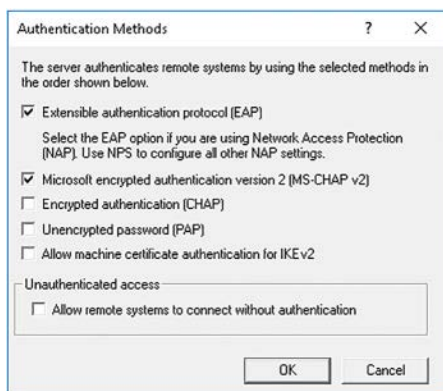 Authentication Methods
The server authenticates remote systems by using the selected methods in
the order shown below.
Extensible authentication protocol (EAP)
Select the EAP option if you are using Network Access Protection
(NAP). Use NPS to configure all other NAP settings.
Microsoft encrypted authentication version 2 (MS-CHAP v2)
Encrypted authentication (CHAP)
Unencrypted password (PAP)
Allow machine certificate authentication for IKEv2
Unauthenticated access
Allow remote systems to connect without authentication
OK
Cancel